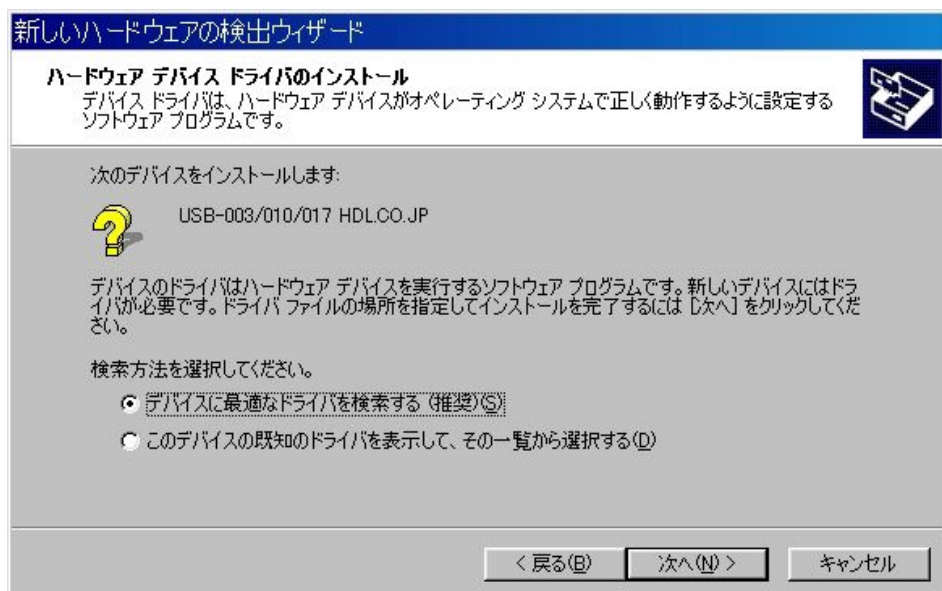 新しいハードウェアの検出ウィザード
ハードウェア デバイス ドライバのインストール
デバイス ドライバは、ハードウェア デバイスがオペレーティング システムで正しく動作するように設定する
ソフトウェア プログラムです。
次のデバイスをインストールします:
USB-003/010/017 HDL.CO.JP
デバイスのドライバはハードウェア デバイスを実行するソフトウェア プログラムです。新しいデバイスにはドラ
イバが必要です。ドライバ ファイルの場所を指定してインストールを完了するには [次へ] をクリックしてくだ
さい。
検索方法を選択してください。
デバイスに最適なドライバを検索する (推奨)(S)
このデバイスの既知のドライバを表示して、その一覧から選択する(D)
< 戻る(B)
次へ(N) >
キャンセル